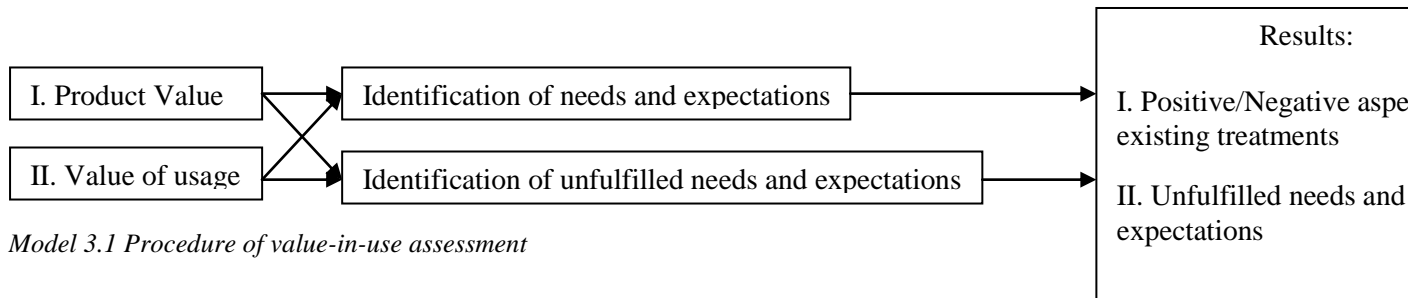 Results:
I. Product Value
Identification of needs and expectations
I. Positive/Negative
existing treatments
II. Value of usage
Identification of unfulfilled needs and expectations
II. Unfulfilled needs and
expectations
Model 3.1 Procedure of value-in-use assessment